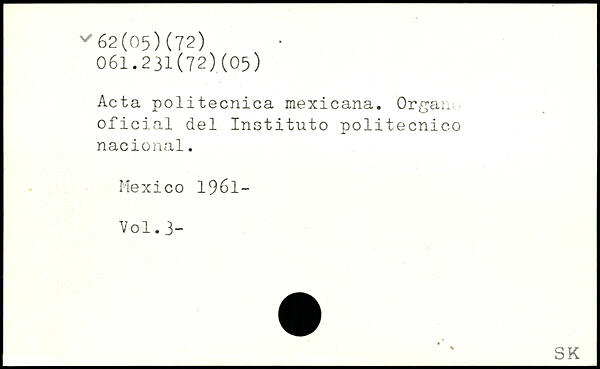 62(05)(72)
061.231(72)(05)
Acta politecnica mexicana. Organo
oficial del Instituto politecnico
nacional.
Mexico 1961-
Vol.3-
SK